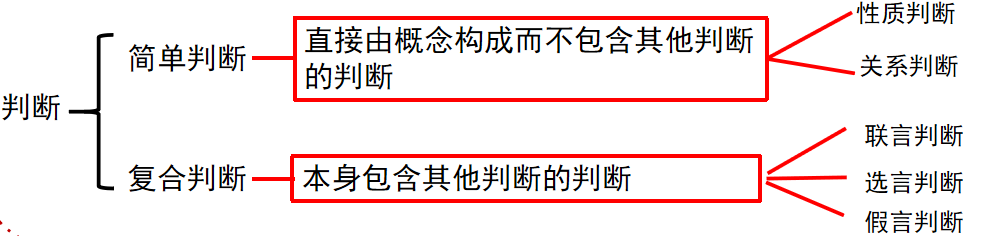 判断
简单判断
直接由概念构成而不包含其他判断
的判断
性质判断
关系判断
复合判断
本身包含其他判断的判断
联言判断
选言判断
假言判断